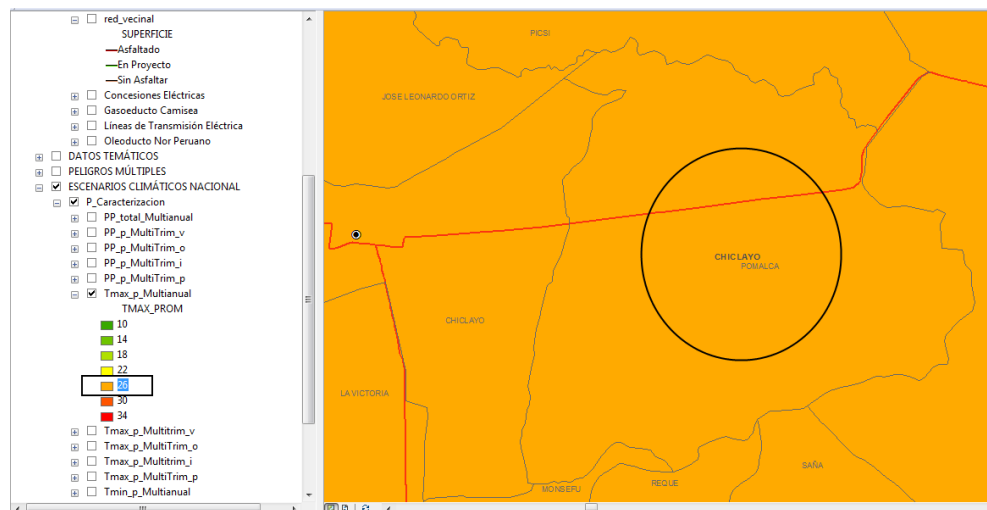 red_vecinal
SUPERFICIE
Asfaltado
En Proyecto
Sin Asfaltar
Concesiones Eléctricas
Gasoeducto Camisea
Líneas de Transmisión Eléctrica
Oleoducto Nor Peruano
DATOS TEMÁTICOS
PELIGROS MÚLTIPLES
ESCENARIOS CLIMÁTICOS NACIONAL
P_Caracterizacion
PP_total_Multianual
PP_p_MultiTrim_v
PP_p_MultiTrim_o
PP_p_MultiTrim_i
PP_p_MultiTrim_p
Tmax_p_Multianual
TMAX_PROM
10
14
18
22
26
30
34
Tmax_p_Multitrim_v
Tmax_p_MultiTrim_o
Tmax_p_Multitrim_i
Tmax_p_MultiTrim_p
Tmin_p_Multianual
PICSI
JOSE LEONARDO ORTIZ
CHICLAYO
POMALCA
CHICLAYO
LA VICTORIA
SAÑA
REQUE
MONSEFU